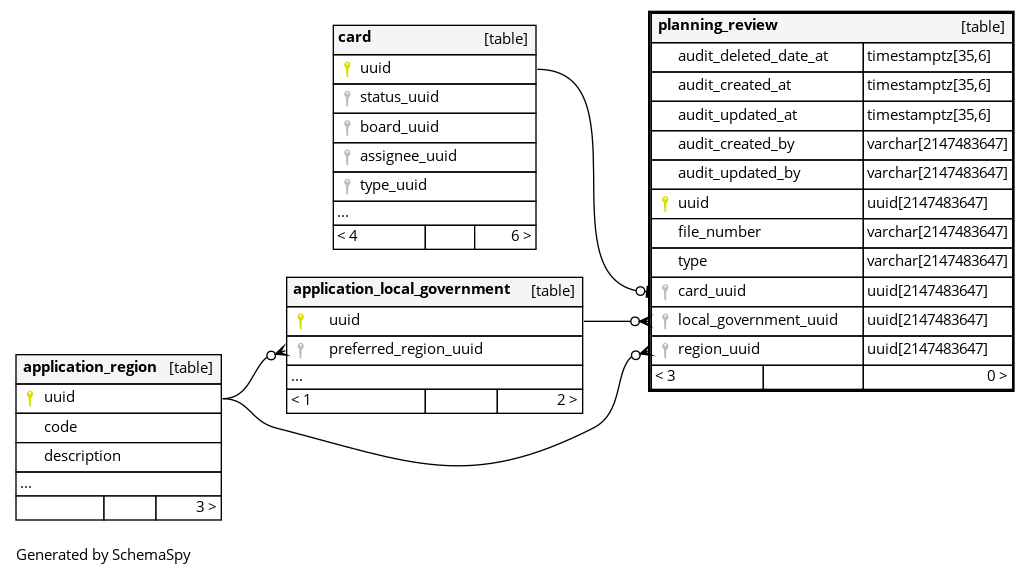 card [table]
uuid
status_uuid
board_uuid
assignee_uuid
type_uuid
...
< 4 6 >
planning_review [table]
audit_deleted_date_at timestamptz[35,6]
audit_created_at timestamptz[35,6]
audit_updated_at timestamptz[35,6]
audit_created_by varchar[2147483647]
audit_updated_by varchar[2147483647]
uuid uuid[2147483647]
file_number varchar[2147483647]
type varchar[2147483647]
card_uuid uuid[2147483647]
local_government_uuid uuid[2147483647]
region_uuid uuid[2147483647]
< 3 0 >
application_local_government [table]
uuid
preferred_region_uuid
...
< 1 2 >
application_region [table]
uuid
code
description
...
3 >
Generated by SchemaSpy